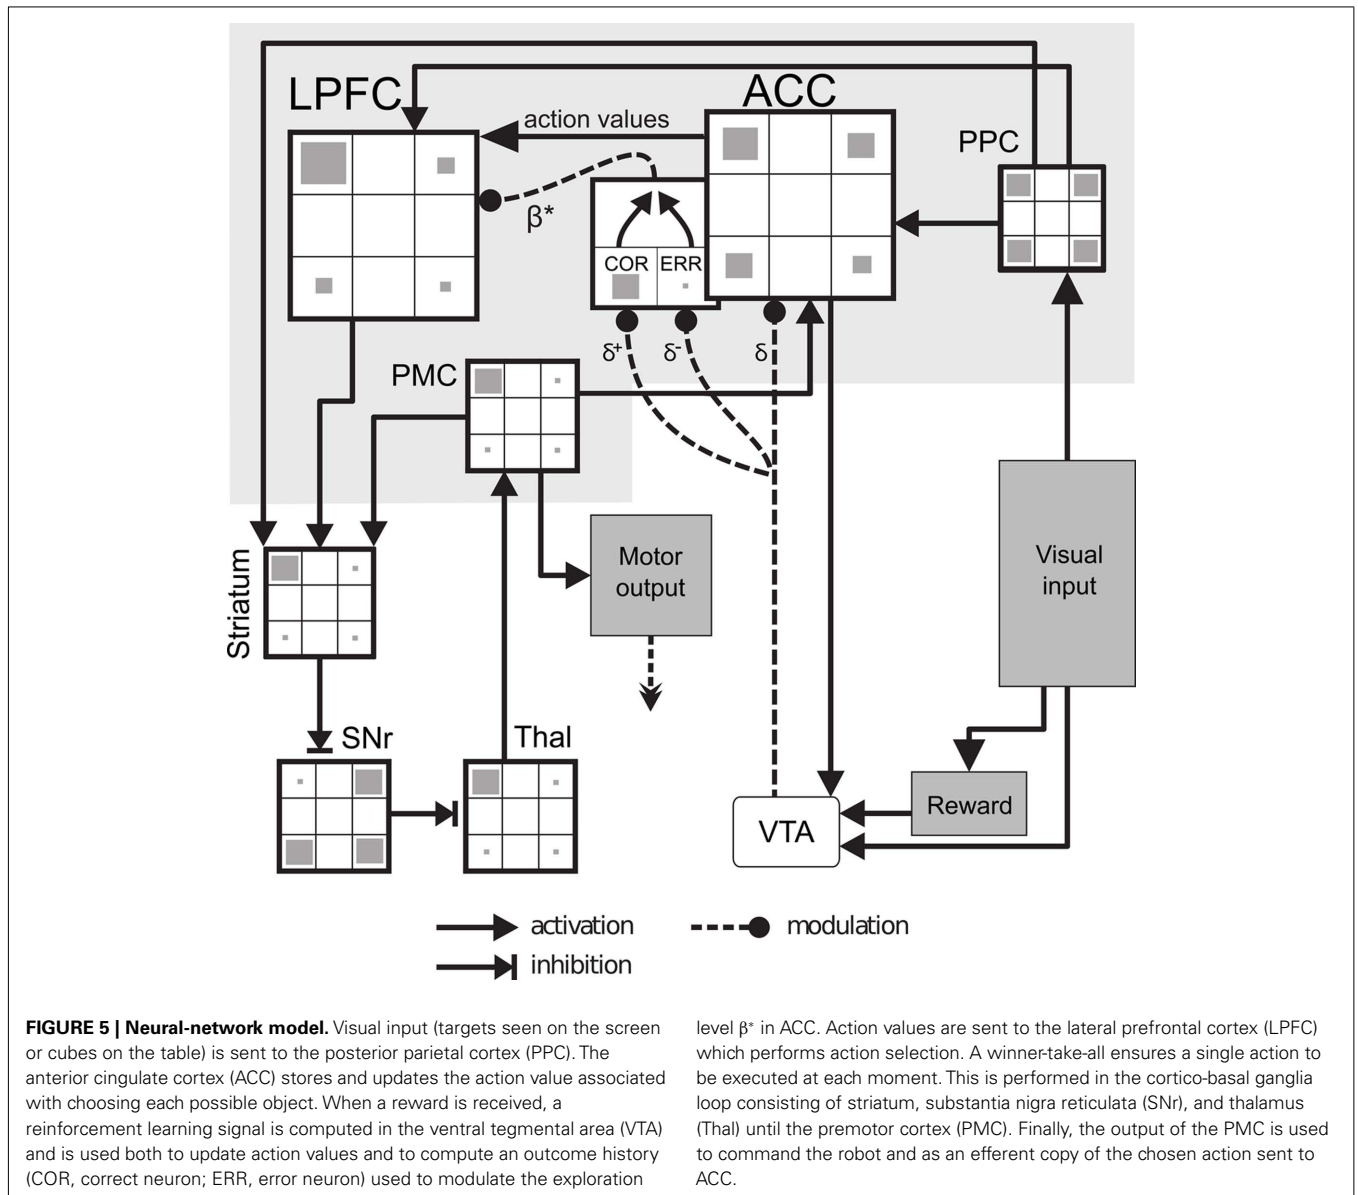 LPFC
ACC
action values
PPC
β*
COR
ERR
δ+
δ-
δ
PMC
Striatum
Motor
output
Visual
input
SNr
Thal
Reward
VTA
activation
modulation
inhibition
FIGURE 5 | Neural-network model. Visual input (targets seen on the screen
or cubes on the table) is sent to the posterior parietal cortex (PPC). The
anterior cingulate cortex (ACC) stores and updates the action value associated
with choosing each possible object. When a reward is received, a
reinforcement learning signal is computed in the ventral tegmental area (VTA)
and is used both to update action values and to compute an outcome history
(COR, correct neuron; ERR, error neuron) used to modulate the exploration
level β* in ACC. Action values are sent to the lateral prefrontal cortex (LPFC)
which performs action selection. A winner-take-all ensures a single action to
be executed at each moment. This is performed in the cortico-basal ganglia
loop consisting of striatum, substantia nigra reticulata (SNr), and thalamus
(Thal) until the premotor cortex (PMC). Finally, the output of the PMC is used
to command the robot and as an efferent copy of the chosen action sent to
ACC.